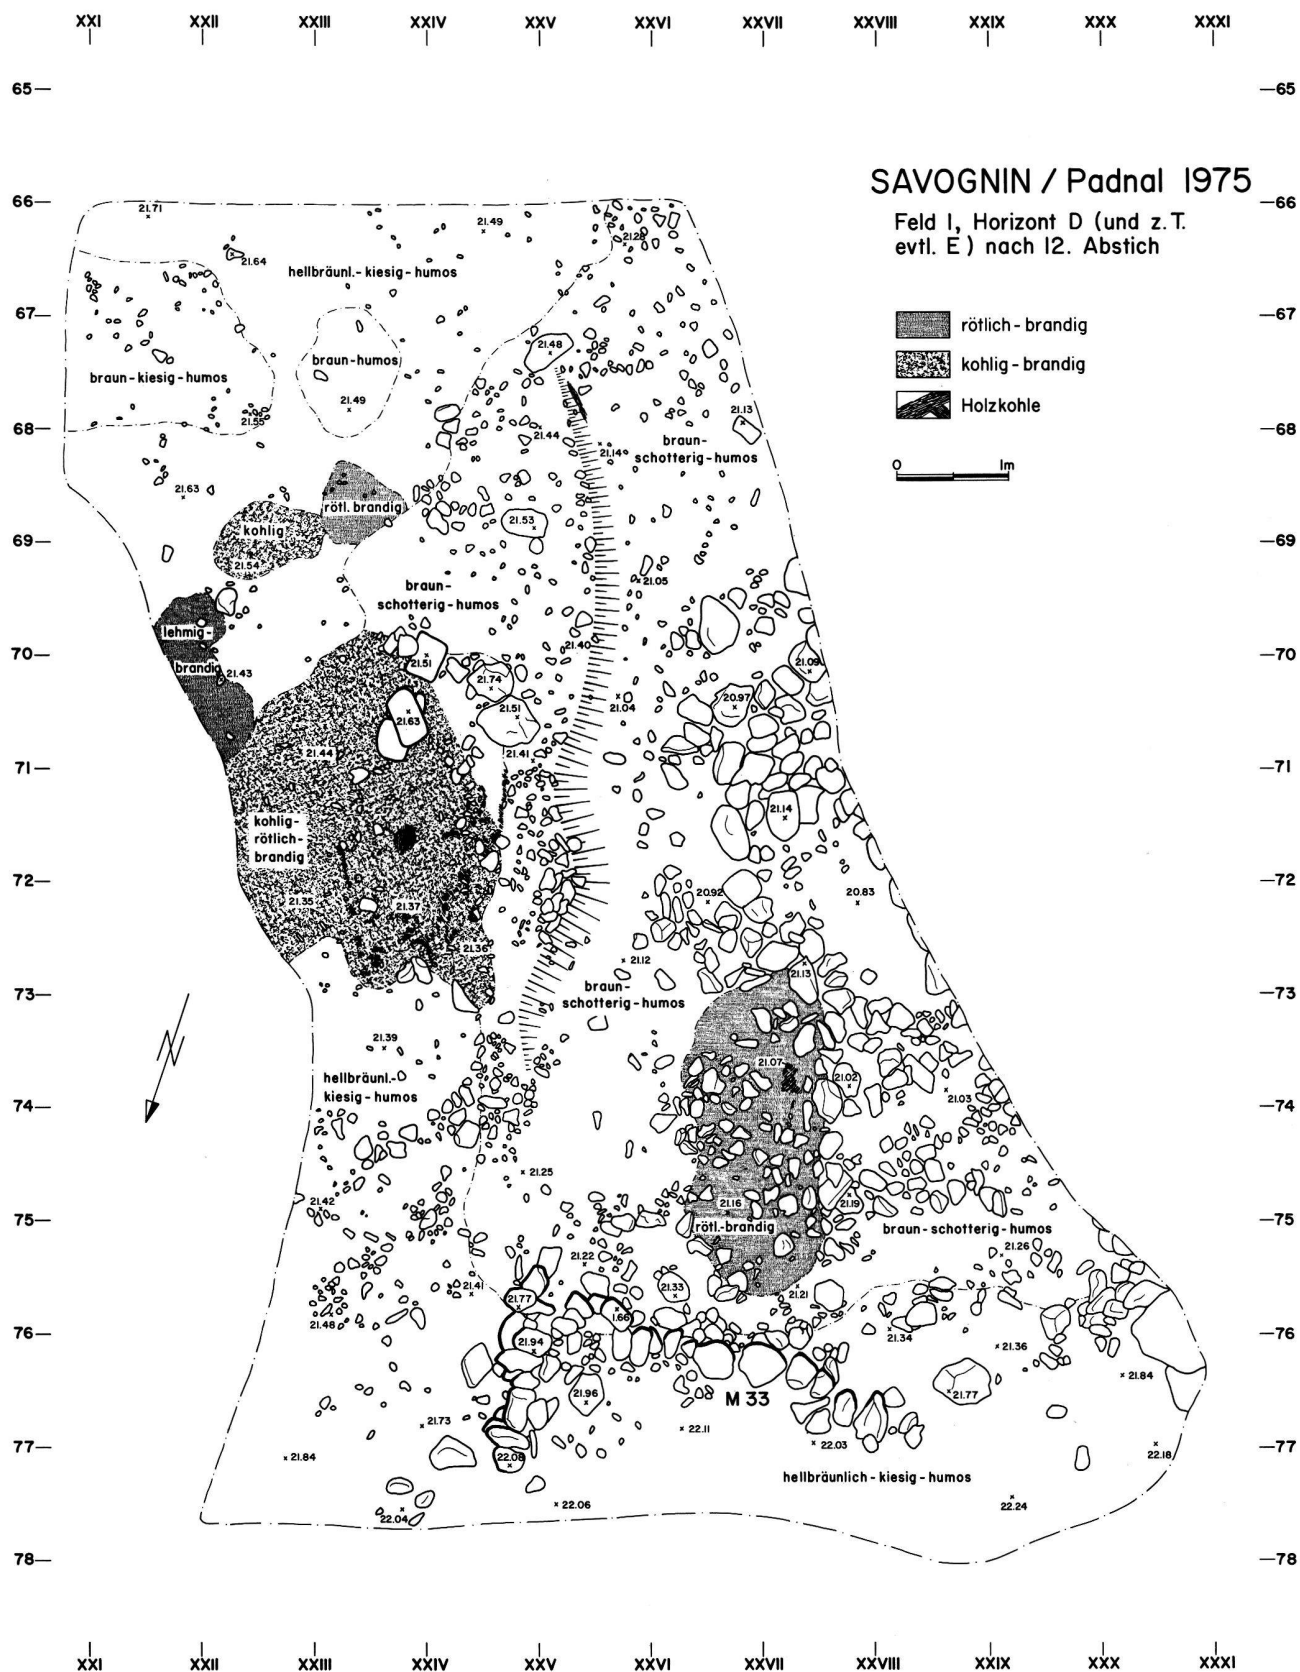 XXI XXII XXIII XXIV XXV XXVI XXVII XXVIII XXIX XXX XXXI
65 65
SAVOGNIN / Padnal 1975
66 66
21.71
21.49
Feld 1, Horizont D (und z.T.
21.28
evtl. E) nach 12. Abstich
21.64
hellbräunl.-kiesig-humos
67 67
rötlich-brandig
21.48
braun-humos
kohlig-brandig
braun-kiesig-humos
21.49
Holzkohle
21.55
21.13
68 68
21.44
braun-
21.14
schotterig-humos
0 1m
21.63
rötl. brandig
21.53
kohlig
69 69
21.54
21.05
braun-
schotterig-humos
lehmig-
21.40
70 70
brandig
21.43
21.51
21.09
21.74
20.97
21.63
21.51
21.04
21.44
21.41
71 71
21.14
kohlig-
rötlich-
brandig
72 72
21.35
21.37
20.92
20.83
21.36
21.12
21.13
braun-
schotterig-humos
73 73
21.39
21.07
hellbräunl.-
kiesig-humos
21.02
21.03
74 74
21.25
21.42
21.16
21.19
75 75
rötl.-brandig
braun-schotterig-humos
21.22
21.26
21.41
21.33
21.21
21.77
1.66
21.48
76 76
21.94
21.34
21.36
21.84
21.96
21.77
M 33
21.73
22.11
22.03
77 77
21.84
22.08
22.18
hellbräunlich-kiesig-humos
22.06
22.24
22.04
78 78
XXI XXII XXIII XXIV XXV XXVI XXVII XXVIII XXIX XXX XXXI